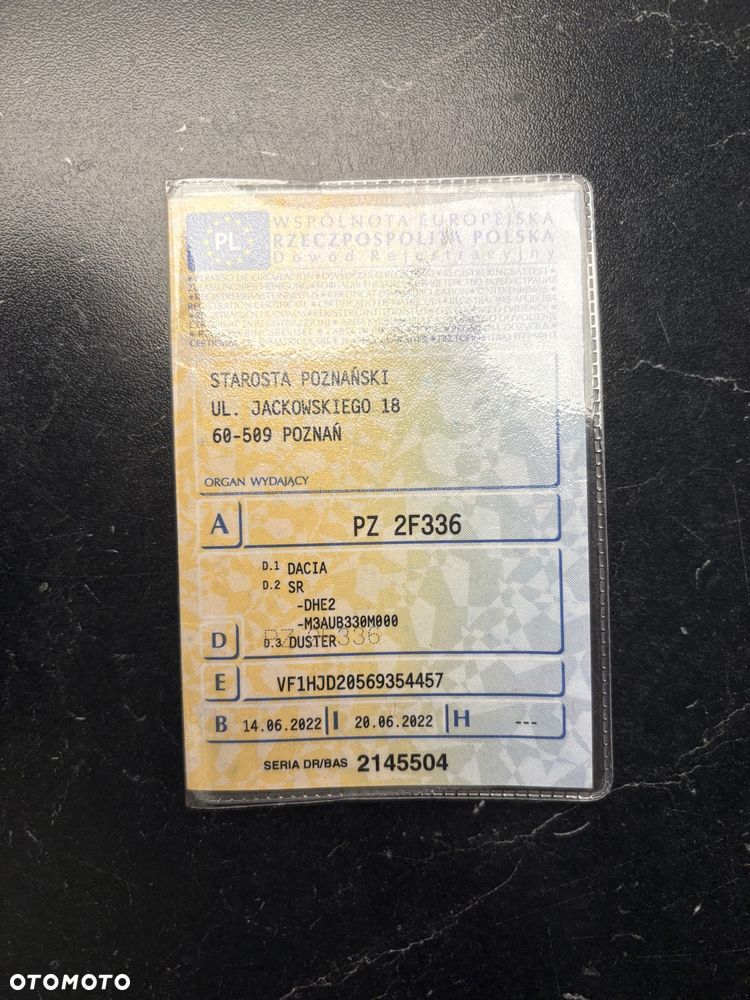 PL
WSPÓLNOTA EUROPEJSKA
RZECZPOSPOLITA POLSKA
Dowód Rejestracyjny
STAROSTA POZNAŃSKI
UL. JACKOWSKIEGO 18
60-509 POZNAŃ
ORGAN WYDAJĄCY
A PZ 2F336
D.1 DACIA
D.2 SR
-DHE2
-M3AUB330M000
D D.3 DUSTER
E VF1HJD20569354457
B 14.06.2022 I 20.06.2022 H ---
SERIA DR/BAS 2145504
OTOMOTO